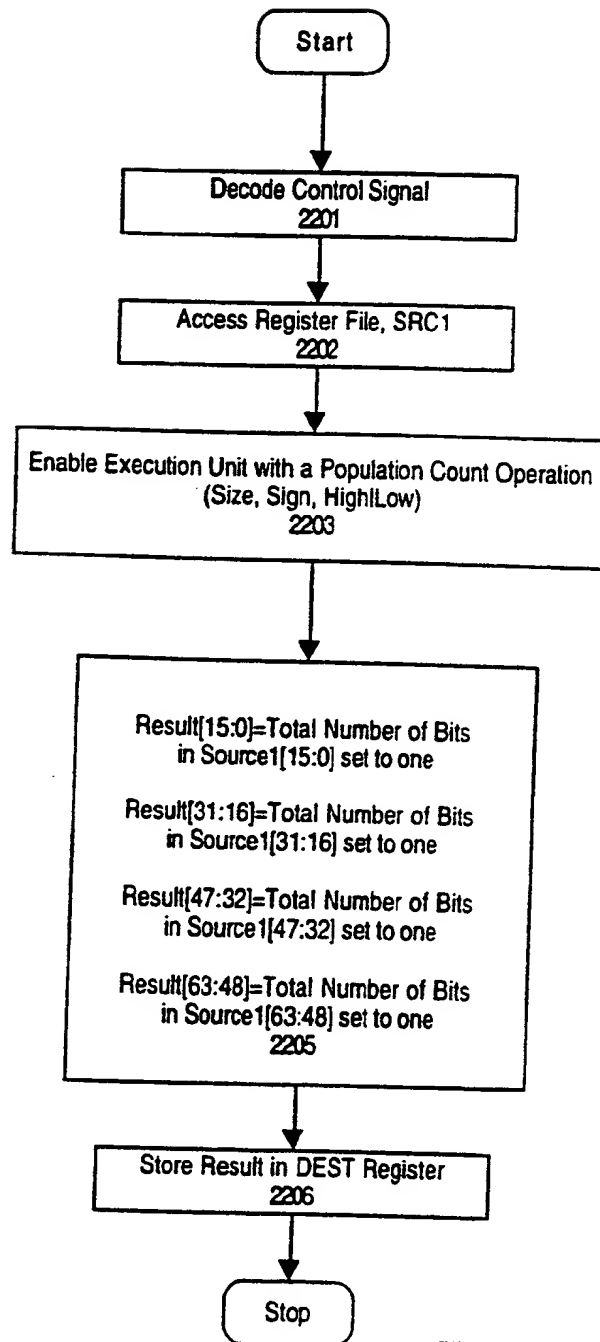 Start
Decode Control Signal
2201
Access Register File, SRC1
2202
Enable Execution Unit with a Population Count Operation
(Size, Sign, High|Low)
2203
Result[15:0]=Total Number of Bits
in Source1[15:0] set to one
Result[31:16]=Total Number of Bits
in Source1[31:16] set to one
Result[47:32]=Total Number of Bits
in Source1[47:32] set to one
Result[63:48]=Total Number of Bits
in Source1[63:48] set to one
2205
Store Result in DEST Register
2206
Stop